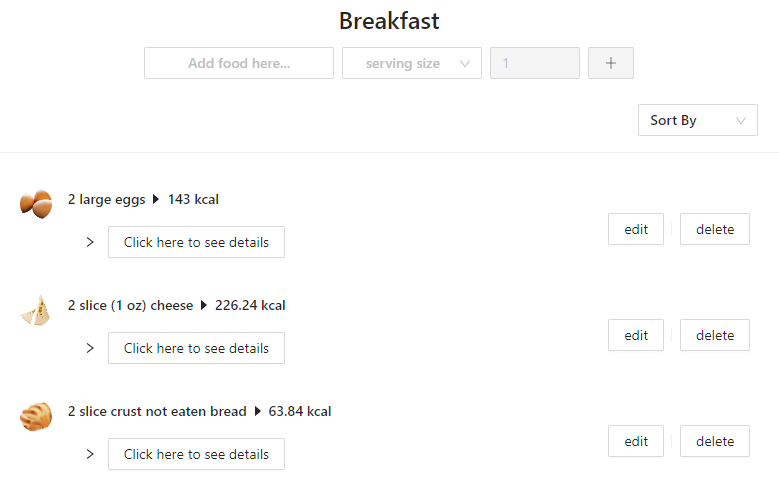 Breakfast
Add food here... serving size 1 +
Sort By
2 large eggs 143 kcal
Click here to see details edit delete
2 slice (1 oz) cheese 226.24 kcal
Click here to see details edit delete
2 slice crust not eaten bread 63.84 kcal
Click here to see details edit delete